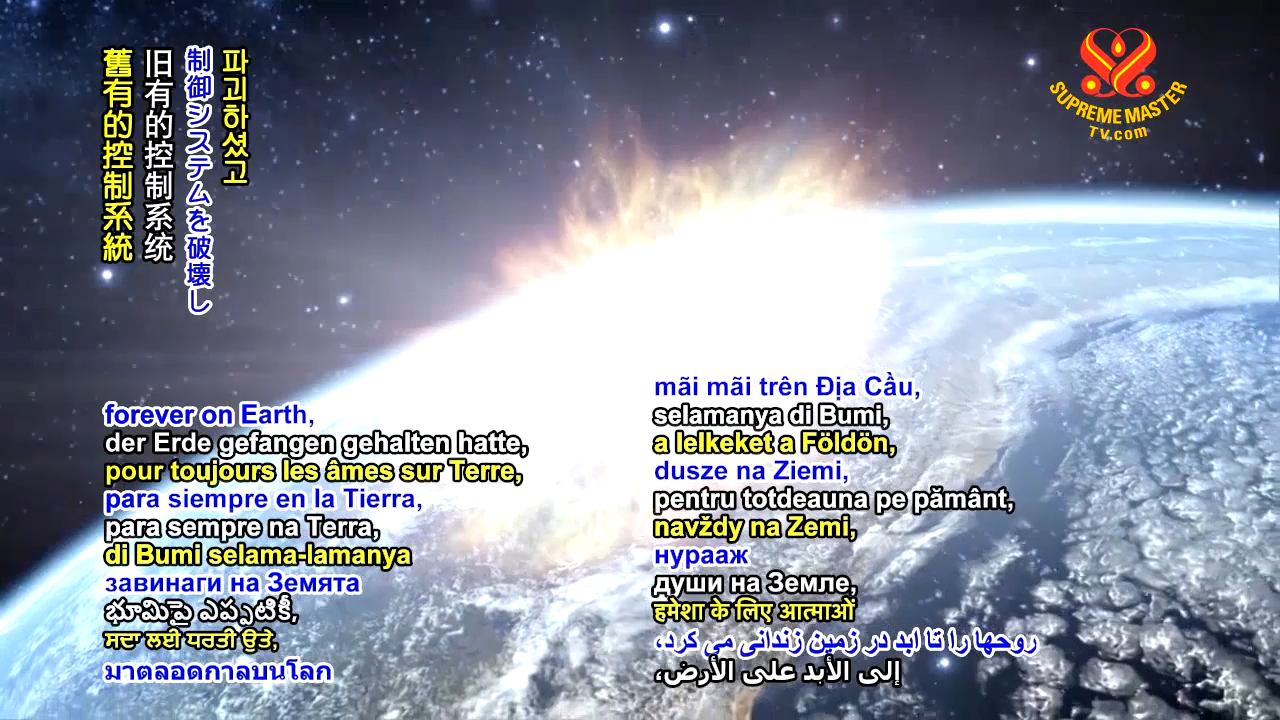 舊有的控制系統
旧有的控制系统
制御システムを破壊し
파괴하셨고
SUPREME MASTER
TV.com
forever on Earth,
der Erde gefangen gehalten hatte,
pour toujours les âmes sur Terre,
para siempre en la Tierra,
para sempre na Terra,
di Bumi selama-lamanya
завинаги на Земята
భూమిపై ఎప్పటికీ,
ਸਦਾ ਲਈ ਧਰਤੀ ਉਤੇ,
มาตลอดกาลบนโลก
mãi mãi trên Địa Cầu,
selamanya di Bumi,
a lelkeket a Földön,
dusze na Ziemi,
pentru totdeauna pe pământ,
navždy na Zemi,
нурааж
души на Земле,
हमेशा के लिए आत्माओं
روحها را تا ابد در زمین زندانی می کرد،
إلى الأبد على الأرض،